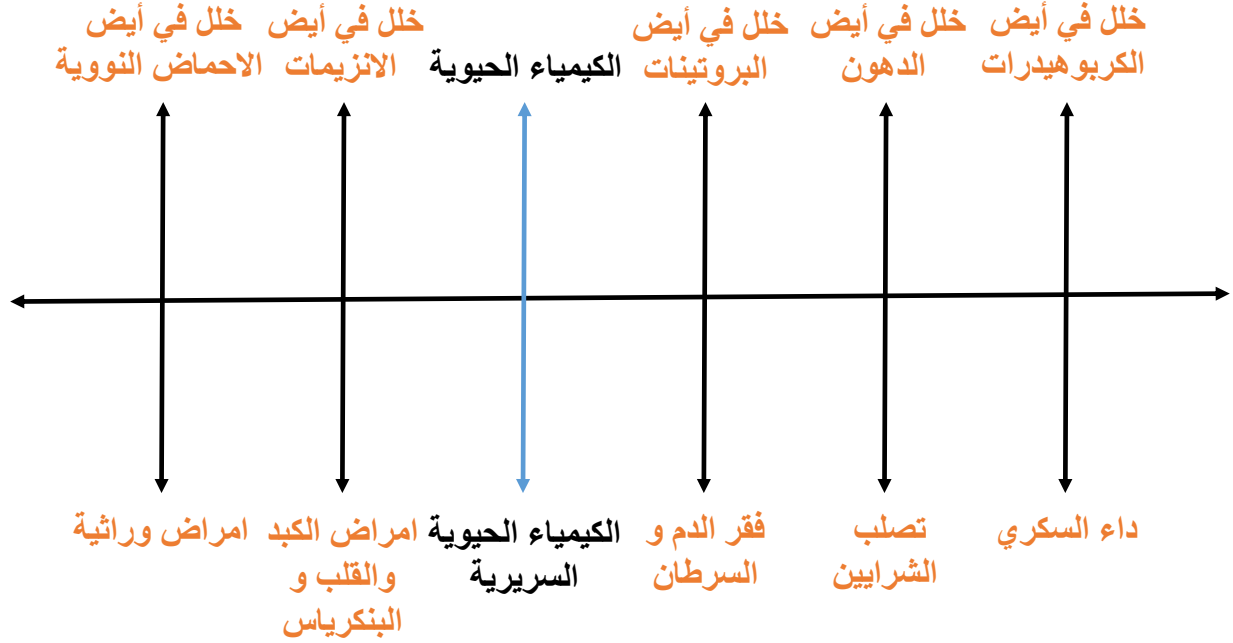 خلل في أيض
الكربوهيدرات
خلل في أيض
الدهون
خلل في أيض
البروتينات
الكيمياء الحيوية
خلل في أيض
الانزيمات
خلل في أيض
الاحماض النووية
داء السكري
تصلب
الشرايين
فقر الدم و
السرطان
الكيمياء الحيوية
السريرية
امراض الكبد
والقلب و
البنكرياس
امراض وراثية